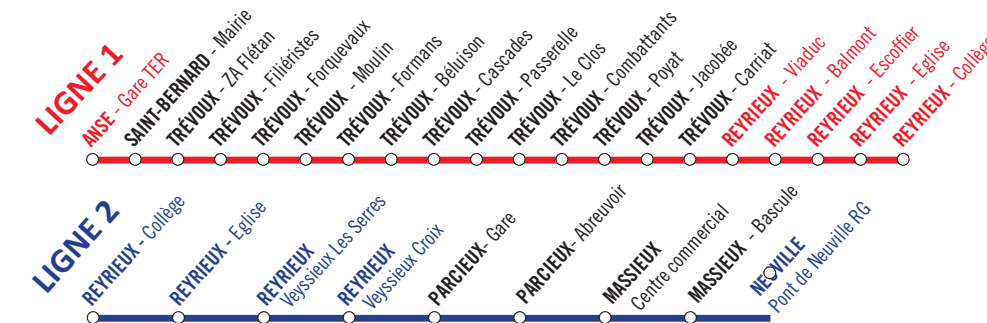 LIGNE 1
ANSE - Gare TER
SAINT-BERNARD - Mairie
TRÉVOUX - ZA Flétan
TRÉVOUX - Filiéristes
TRÉVOUX - Forquevaux
TRÉVOUX - Moulin
TRÉVOUX - Formans
TRÉVOUX - Béluison
TRÉVOUX - Cascades
TRÉVOUX - Passerelle
TRÉVOUX - Le Clos
TRÉVOUX - Combattants
TRÉVOUX - Poyat
TRÉVOUX - Jacobée
TRÉVOUX - Carriat
REYRIEUX - Viaduc
REYRIEUX - Balmont
REYRIEUX - Escoffier
REYRIEUX - Eglise
REYRIEUX - Collège
LIGNE 2
REYRIEUX - Collège
REYRIEUX - Eglise
REYRIEUX
Veyssieux Les Serres
REYRIEUX
Veyssieux Croix
PARCIEUX- Gare
PARCIEUX- Abreuvoir
MASSIEUX
Centre commercial
MASSIEUX - Bascule
NEUVILLE
Pont de Neuville RG